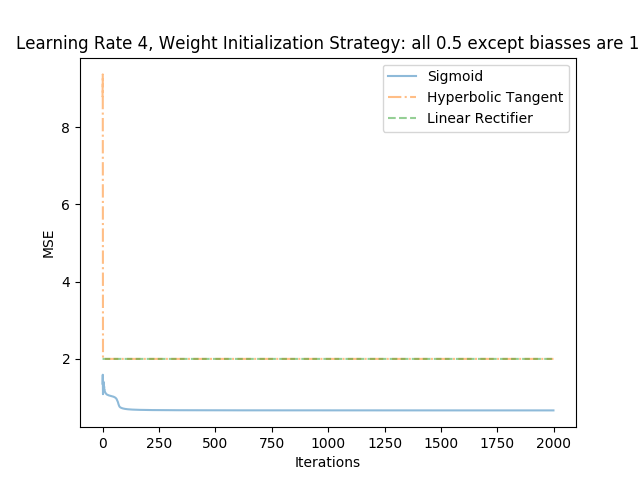 Learning Rate 4, Weight Initialization Strategy: all 0.5 except biasses are 1
Sigmoid
Hyperbolic Tangent
Linear Rectifier
8
6
4
2
MSE
0 250 500 750 1000 1250 1500 1750 2000
Iterations